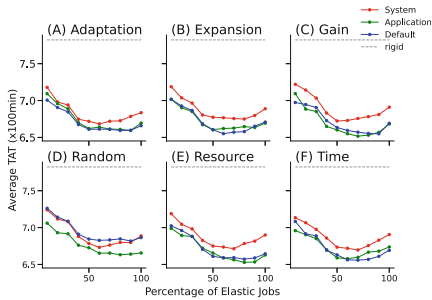 System
Application
Default
rigid
(A) Adaptation
(B) Expansion
(C) Gain
7.5
7.0
6.5
(D) Random
(E) Resource
(F) Time
7.5
7.0
6.5
Average TAT (x100min)
50
100
50
100
50
100
Percentage of Elastic Jobs